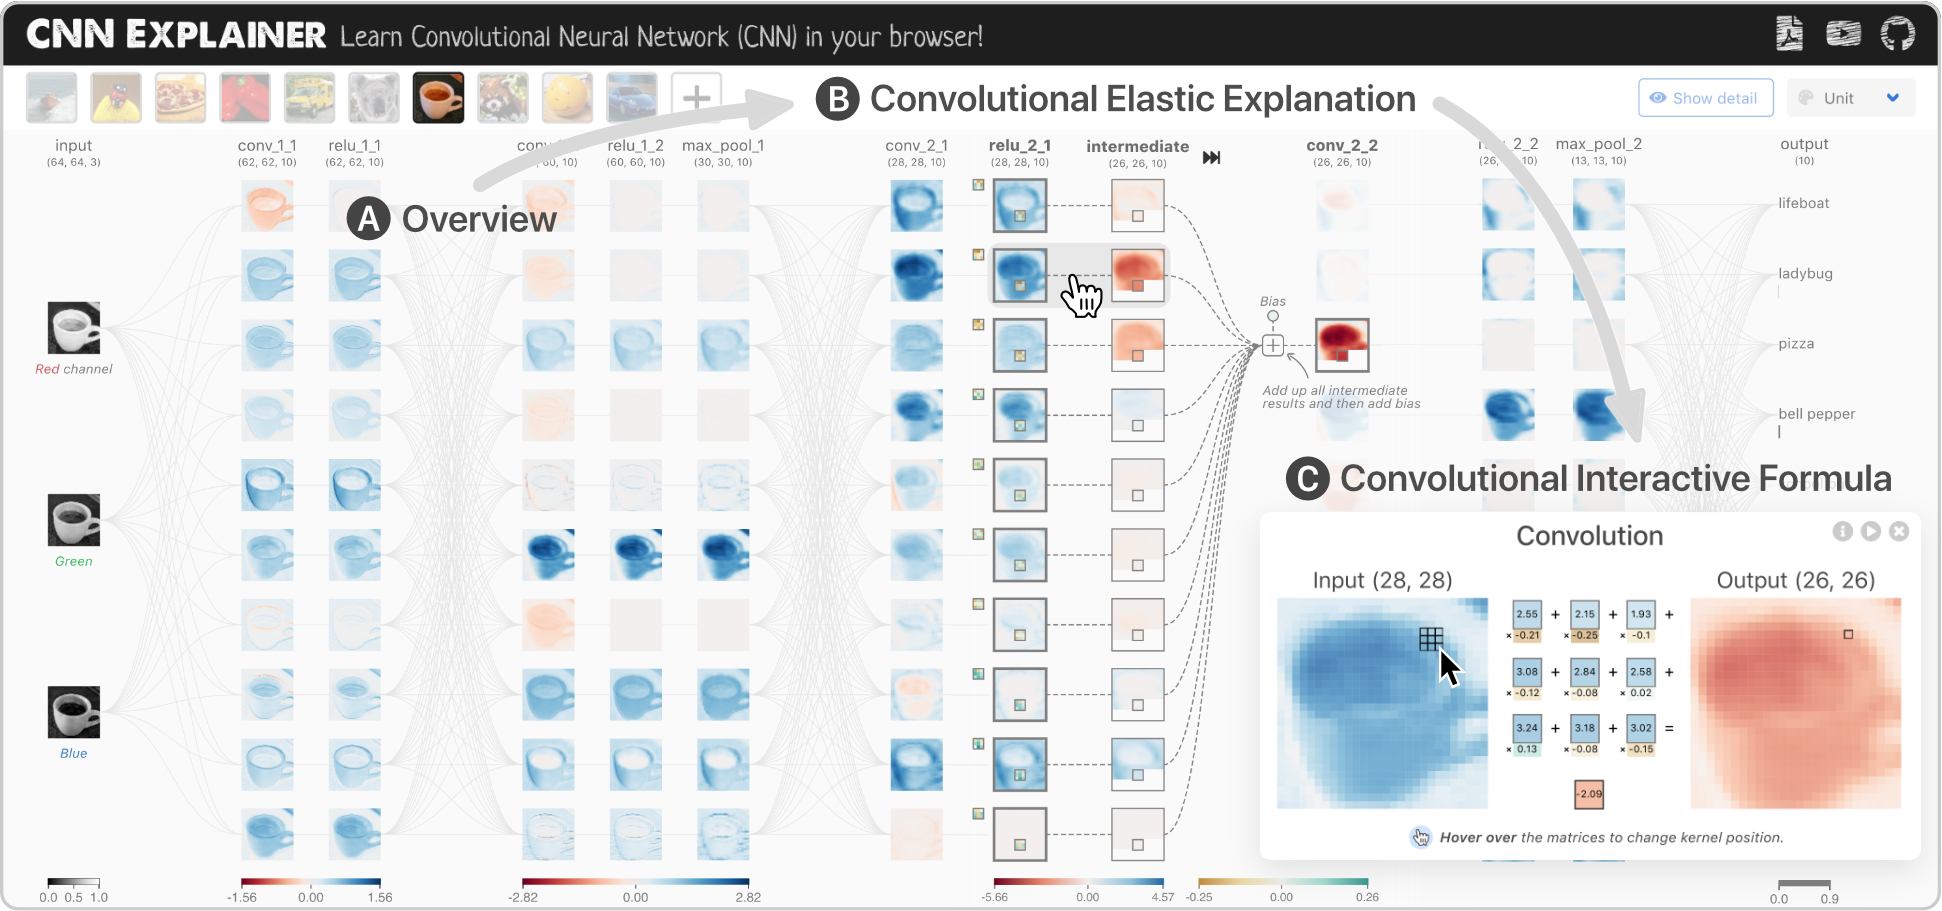 CNN EXPLAINER Learn Convolutional Neural Network (CNN) in your browser!
B Convolutional Elastic Explanation
Show detail
Unit
input
(64, 64, 3)
conv_1_1
(62, 62, 10)
relu_1_1
(62, 62, 10)
relu_1_2
(60, 60, 10)
max_pool_1
(30, 30, 10)
conv_2_1
(28, 28, 10)
relu_2_1
(28, 28, 10)
intermediate
(26, 26, 10)
conv_2_2
(26, 26, 10)
max_pool_2
(13, 13, 10)
output
(10)
A Overview
lifeboat
ladybug
pizza
bell pepper
Red channel
Green
Blue
Bias
Add up all intermediate
results and then add bias
C Convolutional Interactive Formula
Convolution
Input (28, 28)
Output (26, 26)
2.55 + 2.15 + 1.93 +
× -0.21 × -0.25 × -0.1
3.08 + 2.84 + 2.58 +
× -0.12 × -0.08 × 0.02
3.24 + 3.18 + 3.02 =
× 0.13 × -0.08 × -0.15
-2.09
Hover over the matrices to change kernel position.
0.0 0.5 1.0
-1.56 0.00 1.56
-2.82 0.00 2.82
-5.66 0.00 4.57
-0.25 0.00 0.26
0.0 0.9